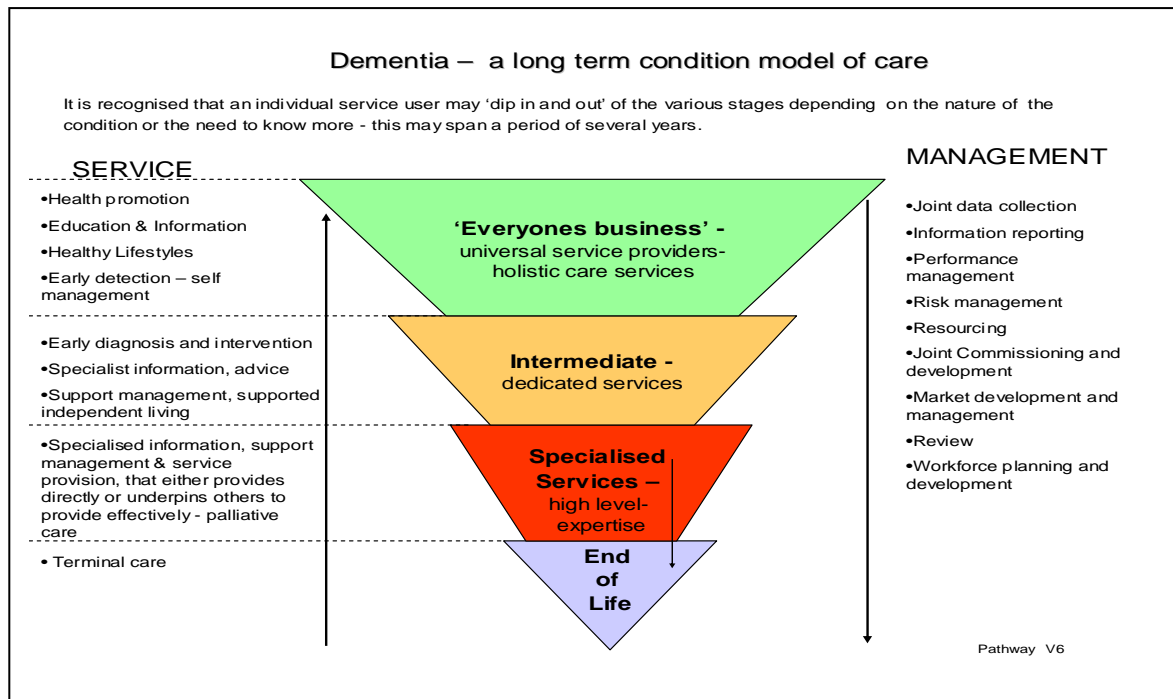 Dementia – a long term condition model of care
It is recognised that an individual service user may ‘dip in and out’ of the various stages depending on the nature of the
condition or the need to know more - this may span a period of several years.
SERVICE
•Health promotion
•Education & Information
•Healthy Lifestyles
•Early detection – self
management
•Early diagnosis and intervention
•Specialist information, advice
•Support management, supported
independent living
•Specialised information, support
management & service
provision, that either provides
directly or underpins others to
provide effectively - palliative
care
• Terminal care
‘Everyones business’ -
universal service providers-
holistic care services
Intermediate -
dedicated services
Specialised
Services –
high level-
expertise
End
of
Life
MANAGEMENT
•Joint data collection
•Information reporting
•Performance
management
•Risk management
•Resourcing
•Joint Commissioning and
development
•Market development and
management
•Review
•Workforce planning and
development
Pathway V6